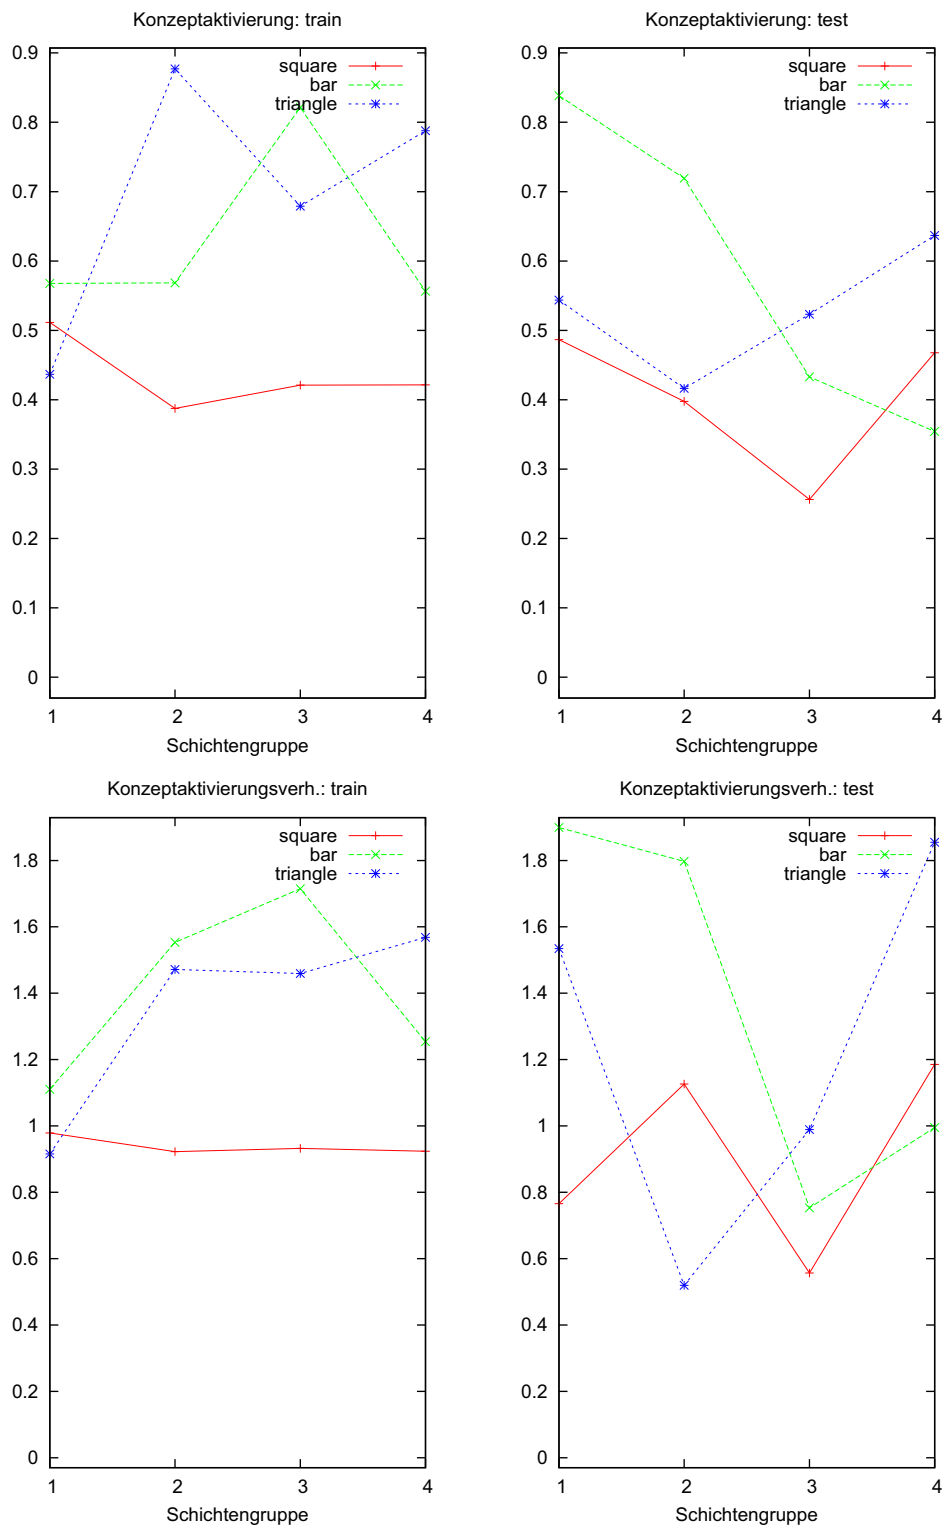 Konzeptaktivierung: train
0.9
0.8
0.7
0.6
0.5
0.4
0.3
0.2
0.1
0
square
bar
triangle
1 2 3 4
Schichtengruppe
Konzeptaktivierung: test
0.9
0.8
0.7
0.6
0.5
0.4
0.3
0.2
0.1
0
square
bar
triangle
1 2 3 4
Schichtengruppe
Konzeptaktivierungsverh.: train
1.8
1.6
1.4
1.2
1
0.8
0.6
0.4
0.2
0
square
bar
triangle
1 2 3 4
Schichtengruppe
Konzeptaktivierungsverh.: test
1.8
1.6
1.4
1.2
1
0.8
0.6
0.4
0.2
0
square
bar
triangle
1 2 3 4
Schichtengruppe